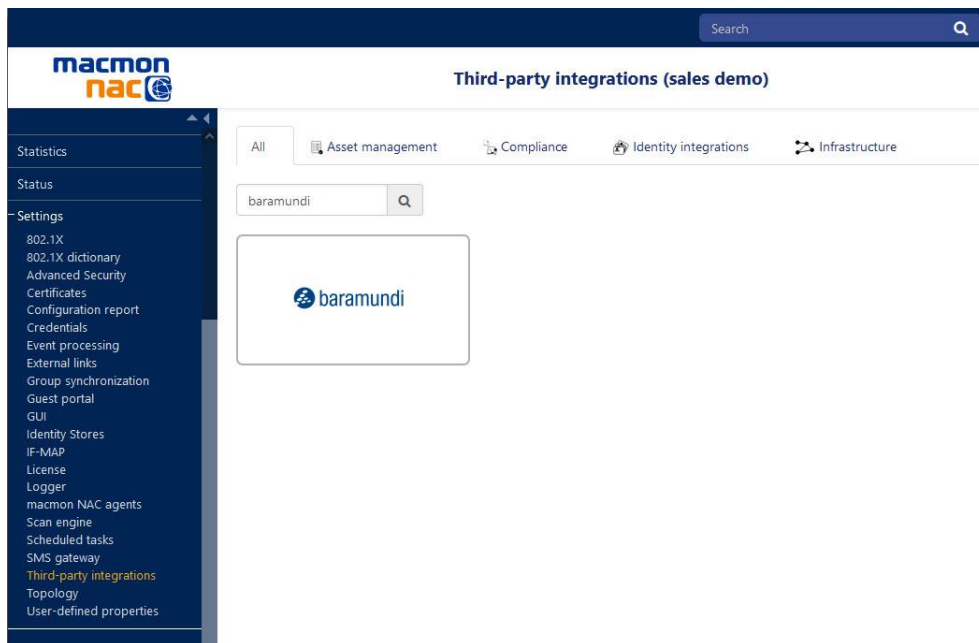 Search
macmon
nac
Third-party integrations (sales demo)
Statistics
Status
Settings
802.1X
802.1X dictionary
Advanced Security
Certificates
Configuration report
Credentials
Event processing
External links
Group synchronization
Guest portal
GUI
Identity Stores
IF-MAP
License
Logger
macmon NAC agents
Scan engine
Scheduled tasks
SMS gateway
Third-party integrations
Topology
User-defined properties
All Asset management Compliance Identity integrations Infrastructure
baramundi
baramundi